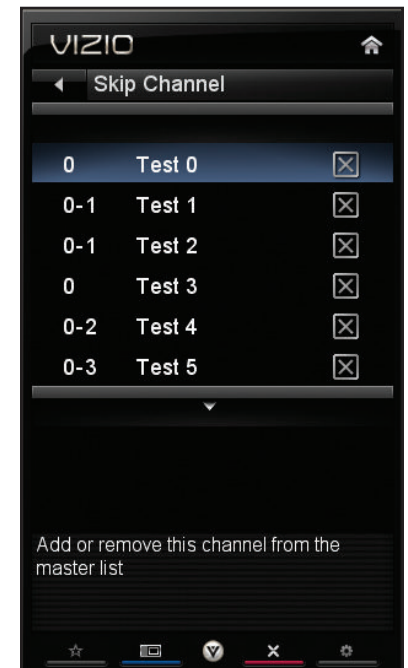 VIZIO
Skip Channel
0 Test 0
0-1 Test 1
0-1 Test 2
0 Test 3
0-2 Test 4
0-3 Test 5
Add or remove this channel from the
master list